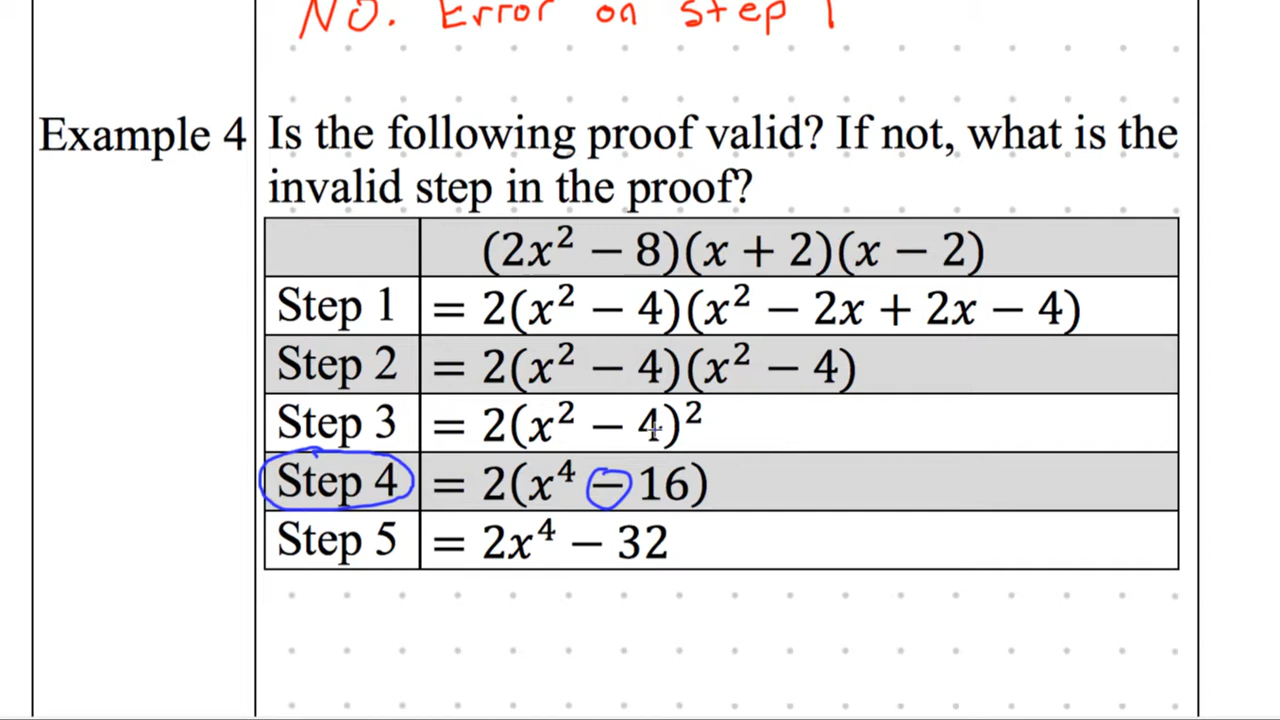 NO. Error on Step 1
Example 4
Is the following proof valid? If not, what is the
invalid step in the proof?
(2x² − 8)(x + 2)(x − 2)
Step 1 = 2(x² − 4)(x² − 2x + 2x − 4)
Step 2 = 2(x² − 4)(x² − 4)
Step 3 = 2(x² − 4)²
Step 4 = 2(x⁴ − 16)
Step 5 = 2x⁴ − 32